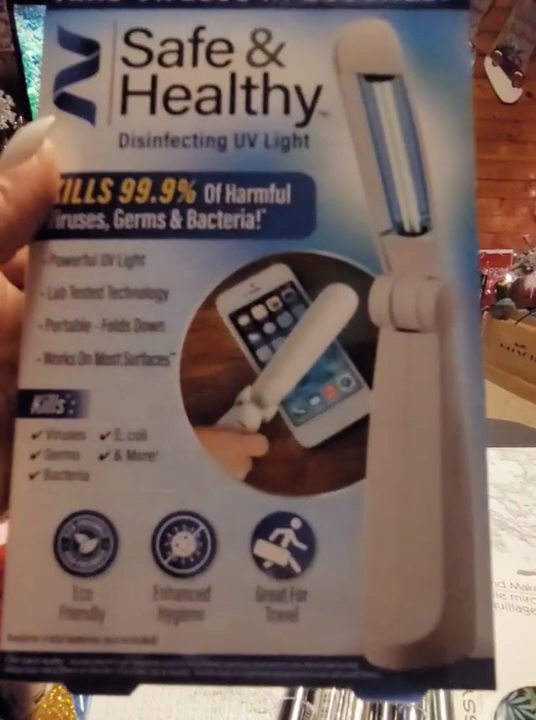 Safe &
Healthy
Disinfecting UV Light
KILLS 99.9% Of Harmful
Viruses, Germs & Bacteria!*
- Powerful UV Light
- Lab Tested Technology
- Portable - Folds Down
- Works On Most Surfaces**
Kills*:
✔ Viruses ✔ E. coli
✔ Germs ✔ & More!
✔ Bacteria
Eco
Friendly
Enhanced
Hygiene
Great For
Travel
COACH